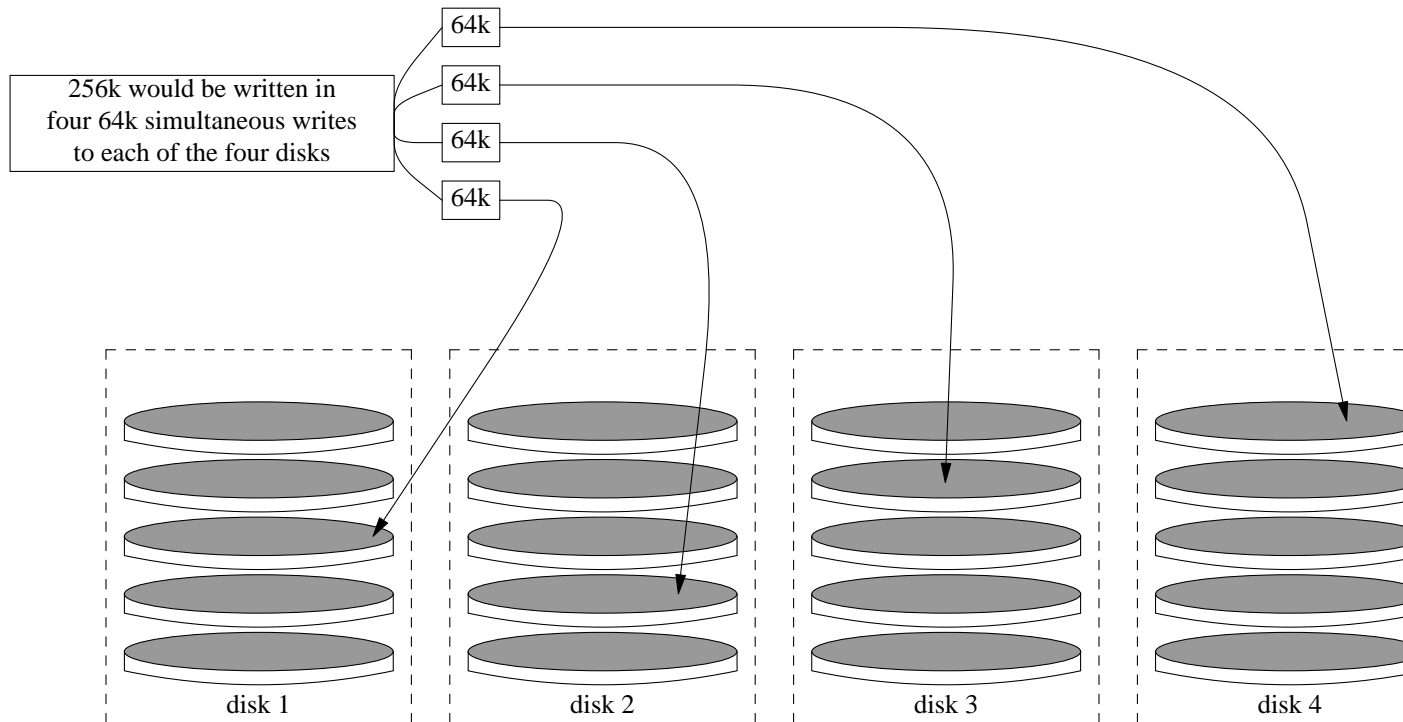 64k
64k
64k
64k
256k would be written in
four 64k simultaneous writes
to each of the four disks
disk 1
disk 2
disk 3
disk 4